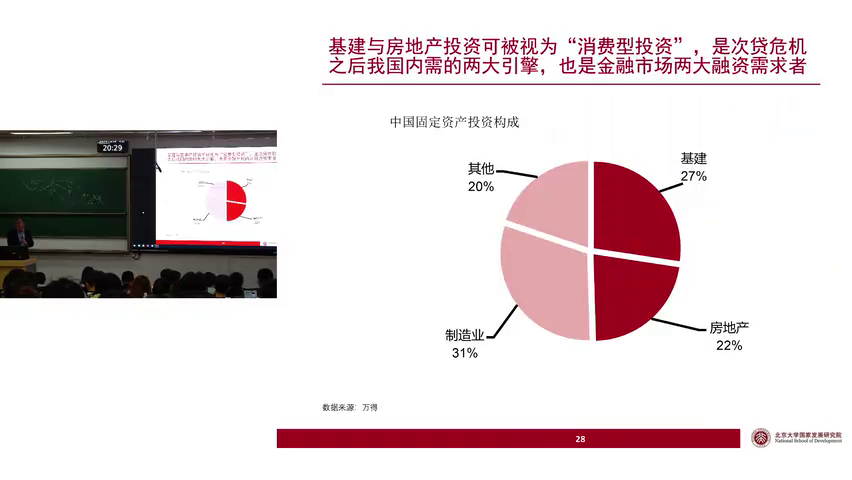 基建与房地产投资可被视为“消费型投资”，是次贷危机
之后我国内需的两大引擎，也是金融市场两大融资需求者
中国固定资产投资构成
其他
20%
基建
27%
制造业
31%
房地产
22%
数据来源：万得
28
北京大学国家发展研究院
National School of Development
20:29